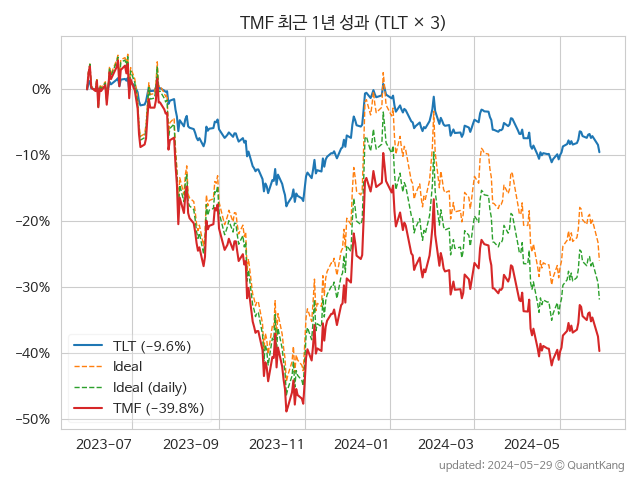 TMF 최근 1년 성과 (TLT × 3)
0%
−10%
−20%
−30%
−40%
−50%
TLT (−9.6%)
Ideal
Ideal (daily)
TMF (−39.8%)
2023-07 2023-09 2023-11 2024-01 2024-03 2024-05
updated: 2024-05-29 © QuantKang